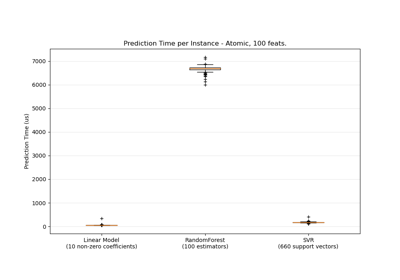 Prediction Time per Instance - Atomic, 100 feats.
Prediction Time (us)
7000
6000
5000
4000
3000
2000
1000
0
Linear Model
(10 non-zero coefficients)
RandomForest
(100 estimators)
SVR
(660 support vectors)